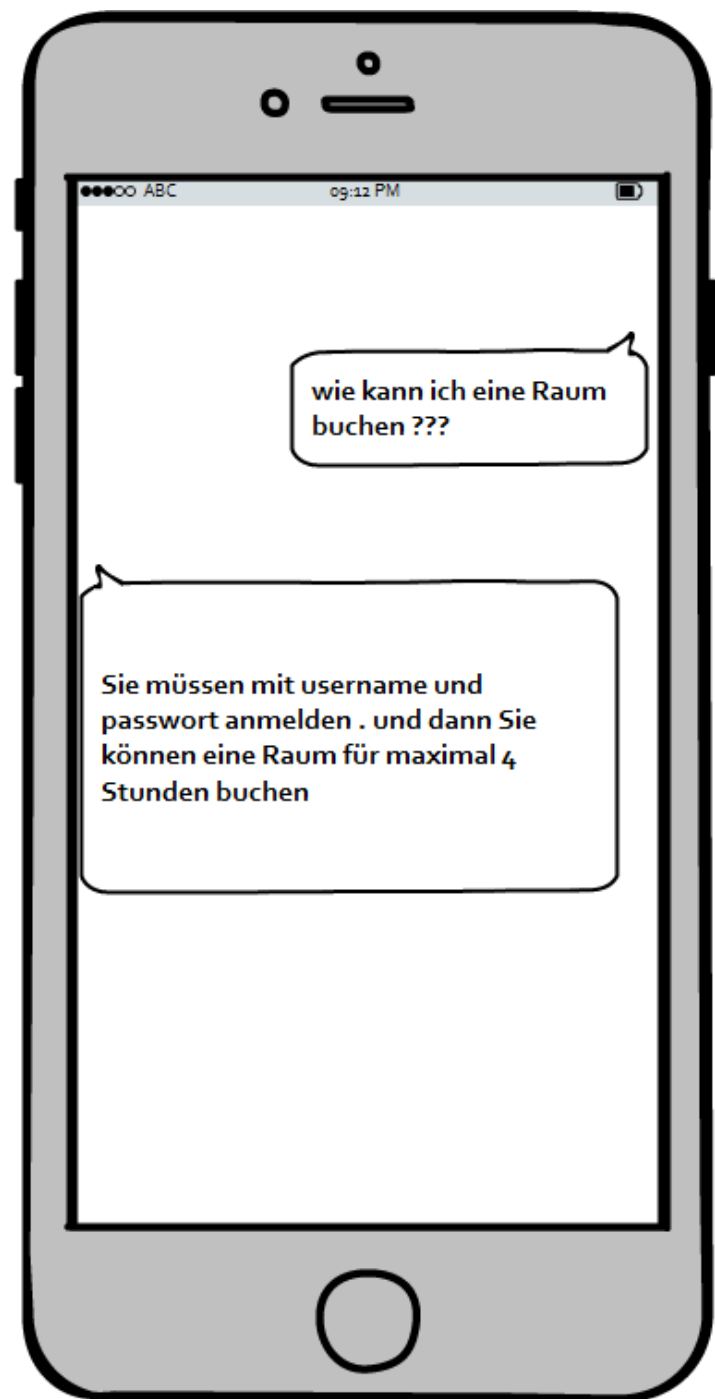 ABC 09:12 PM
wie kann ich eine Raum
buchen ???
Sie müssen mit username und
passwort anmelden . und dann Sie
können eine Raum für maximal 4
Stunden buchen